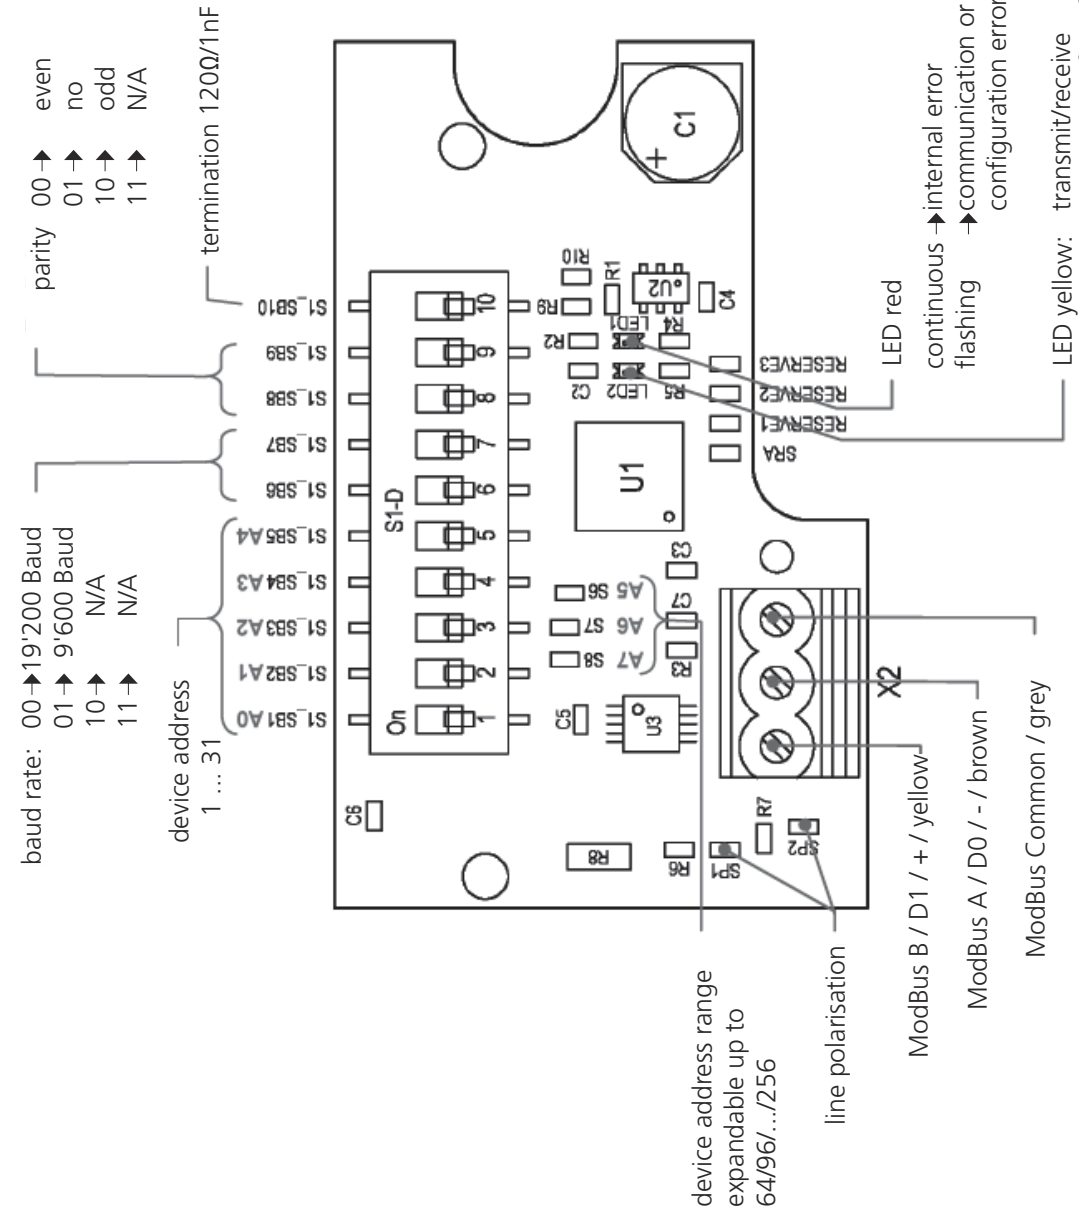 baud rate: 00→19'200 Baud
01→ 9'600 Baud
10→ N/A
11→ N/A
parity 00→ even
01→ no
10→ odd
11→ N/A
device address
1 ... 31
termination 120Ω/1nF
S1_SB1 A0
S1_SB2 A1
S1_SB3 A2
S1_SB4 A3
S1_SB5 A4
S1_SB6
S1_SB7
S1_SB8
S1_SB9
S1_SB10
S1-D
On
1
2
3
4
5
6
7
8
9
10
C6
C5
S8 A7
S7 A6
S6 A5
U3
R3
C7
C3
U1
C2
R2
R9
R10
LED2
LED1
R1
R5
R4
U2
C4
C1
+
SRA
RESERVE1
RESERVE2
RESERVE3
R8
R6
SP1
R7
SP2
X2
LED red
continuous →internal error
flashing →communication or
configuration error
LED yellow: transmit/receive
device address range
expandable up to
64/96/.../256
line polarisation
ModBus B / D1 / + / yellow
ModBus A / D0 / - / brown
ModBus Common / grey